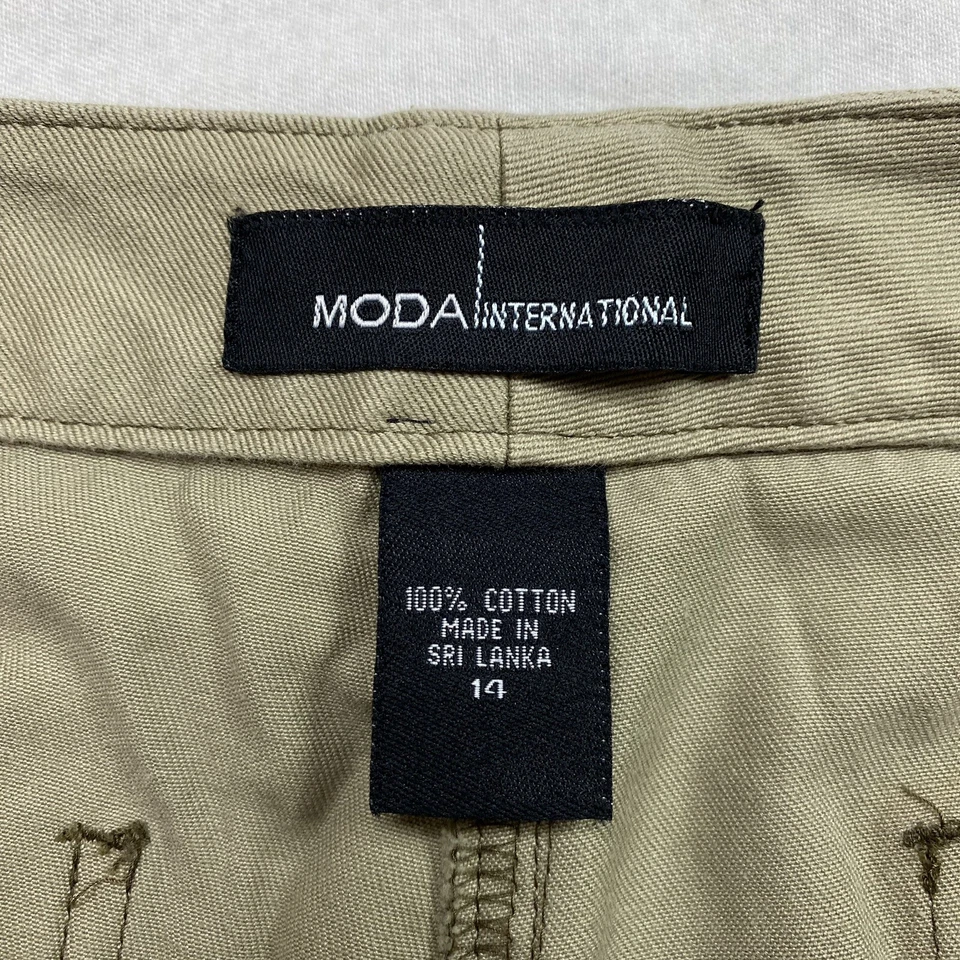 MODA INTERNATIONAL
100% COTTON
MADE IN
SRI LANKA
14